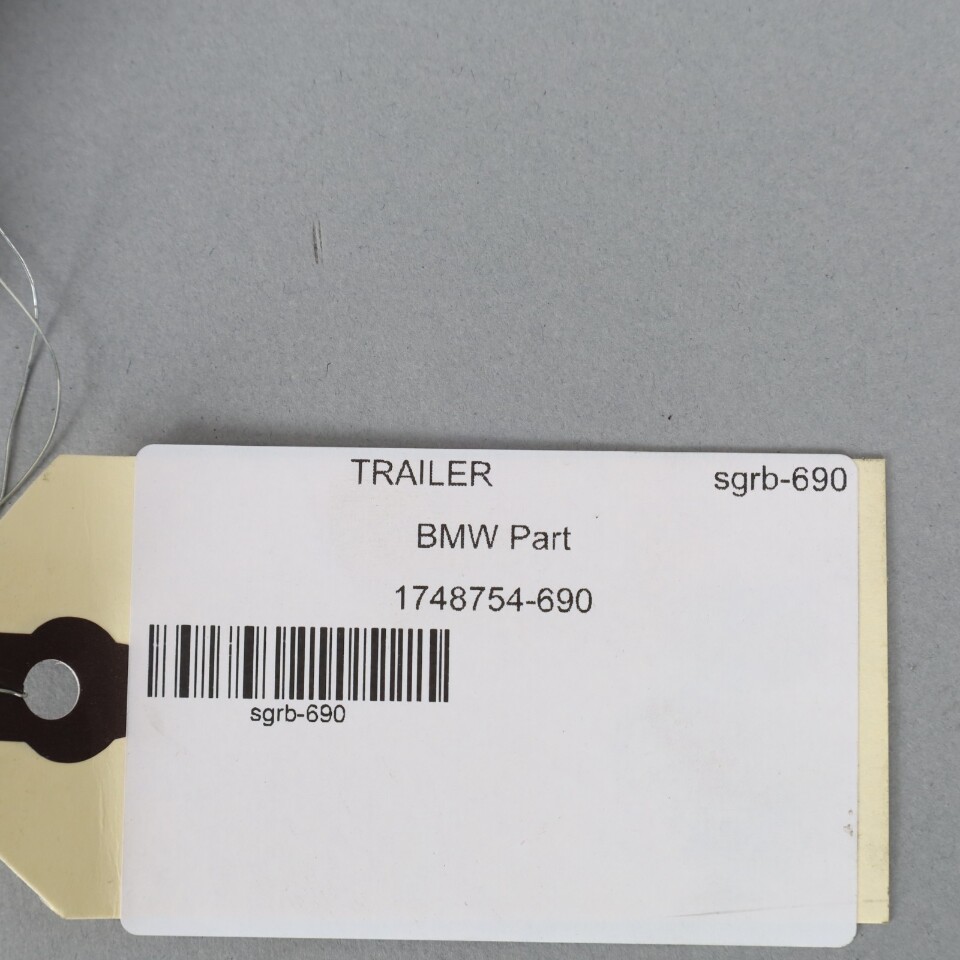 TRAILER sgrb-690
BMW Part
1748754-690
sgrb-690